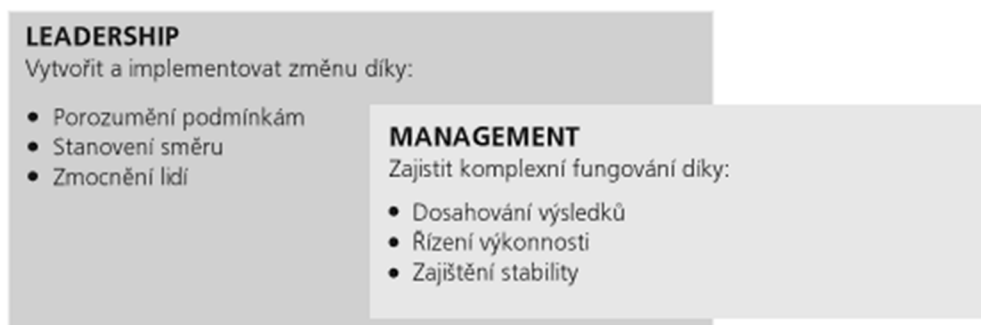 LEADERSHIP
Vytvořit a implementovat změnu díky:
• Porozumění podmínkám
• Stanovení směru
• Zmocnění lidí
MANAGEMENT
Zajistit komplexní fungování díky:
• Dosahování výsledků
• Řízení výkonnosti
• Zajištění stability